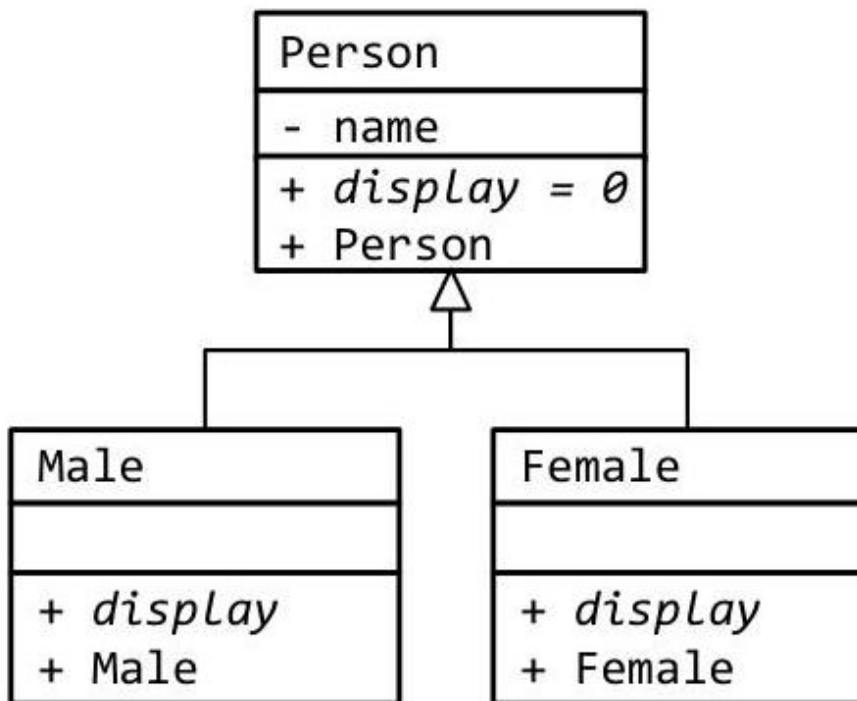 Person
- name
+ display = 0
+ Person
Male
+ display
+ Male
Female
+ display
+ Female